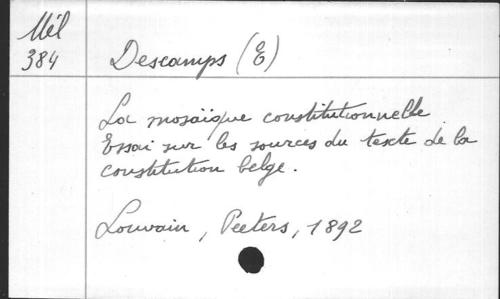 Mél
384
Descamps (E)
La mosaïque constitutionnelle
Essai sur les sources du texte de la
constitution belge.
Louvain, Peeters, 1892